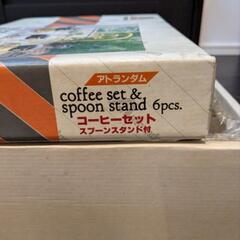 アトランダム
coffee set &
spoon stand 6pcs.
コーヒーセット
スプーンスタンド付